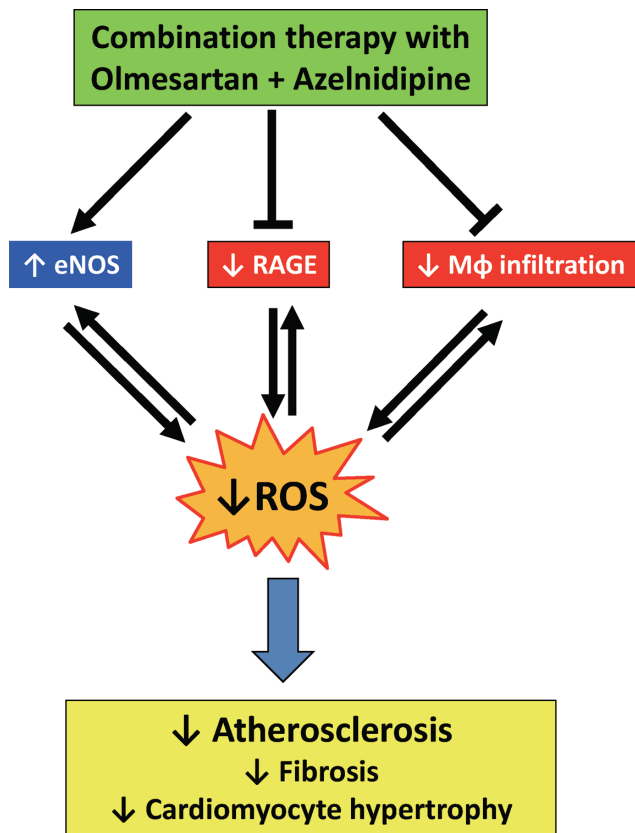 Combination therapy with
Olmesartan + Azelnidipine
↑ eNOS
↓ RAGE
↓ Mϕ infiltration
↓ROS
↓ Atherosclerosis
↓ Fibrosis
↓ Cardiomyocyte hypertrophy